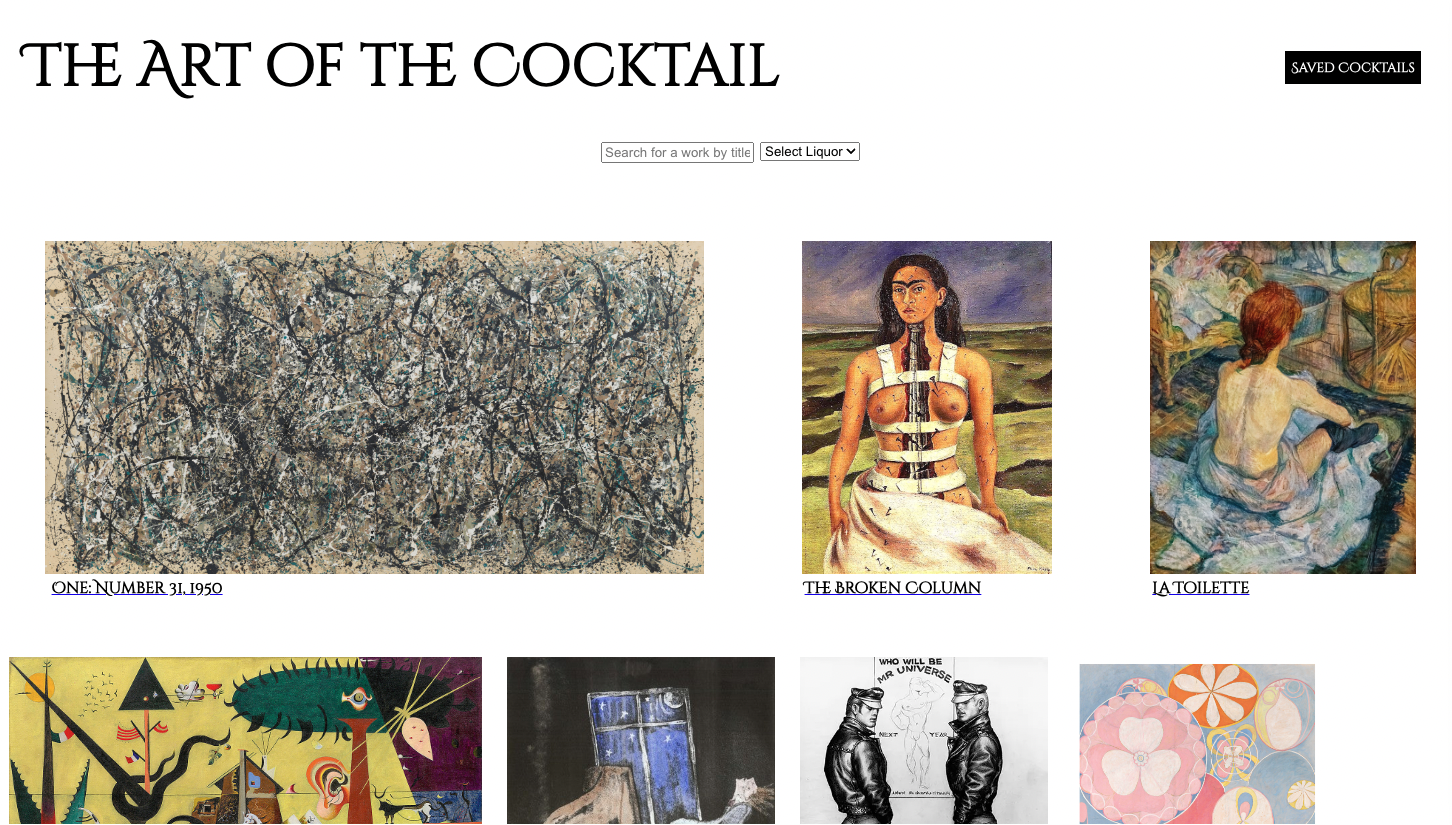 The Art of the Cocktail
Saved Cocktails
Search for a work by title
Select Liquor
One: Number 31, 1950
The Broken Column
La Toilette
WHO WILL BE
MR UNIVERSE
NEXT YEAR